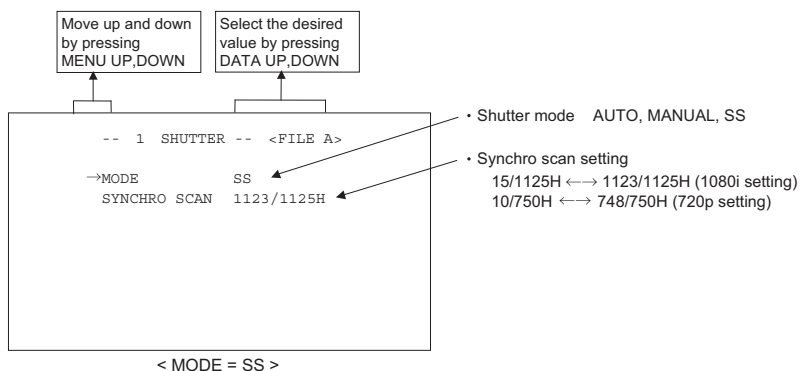 Move up and down
by pressing
MENU UP,DOWN
Select the desired
value by pressing
DATA UP,DOWN
-- 1 SHUTTER -- <FILE A>
→MODE SS
SYNCHRO SCAN 1123/1125H
・Shutter mode AUTO, MANUAL, SS
・Synchro scan setting
15/1125H ←→ 1123/1125H (1080i setting)
10/750H ←→ 748/750H (720p setting)
< MODE = SS >